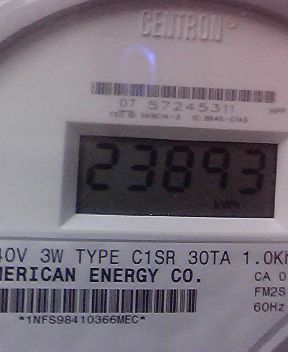 CENTRON
07 57245311
23893
kWh
40V 3W TYPE C1SR 30TA 1.0Kh
MERICAN ENERGY CO.
CA 0
FM2S
60Hz
*1NFS98410366MEC*